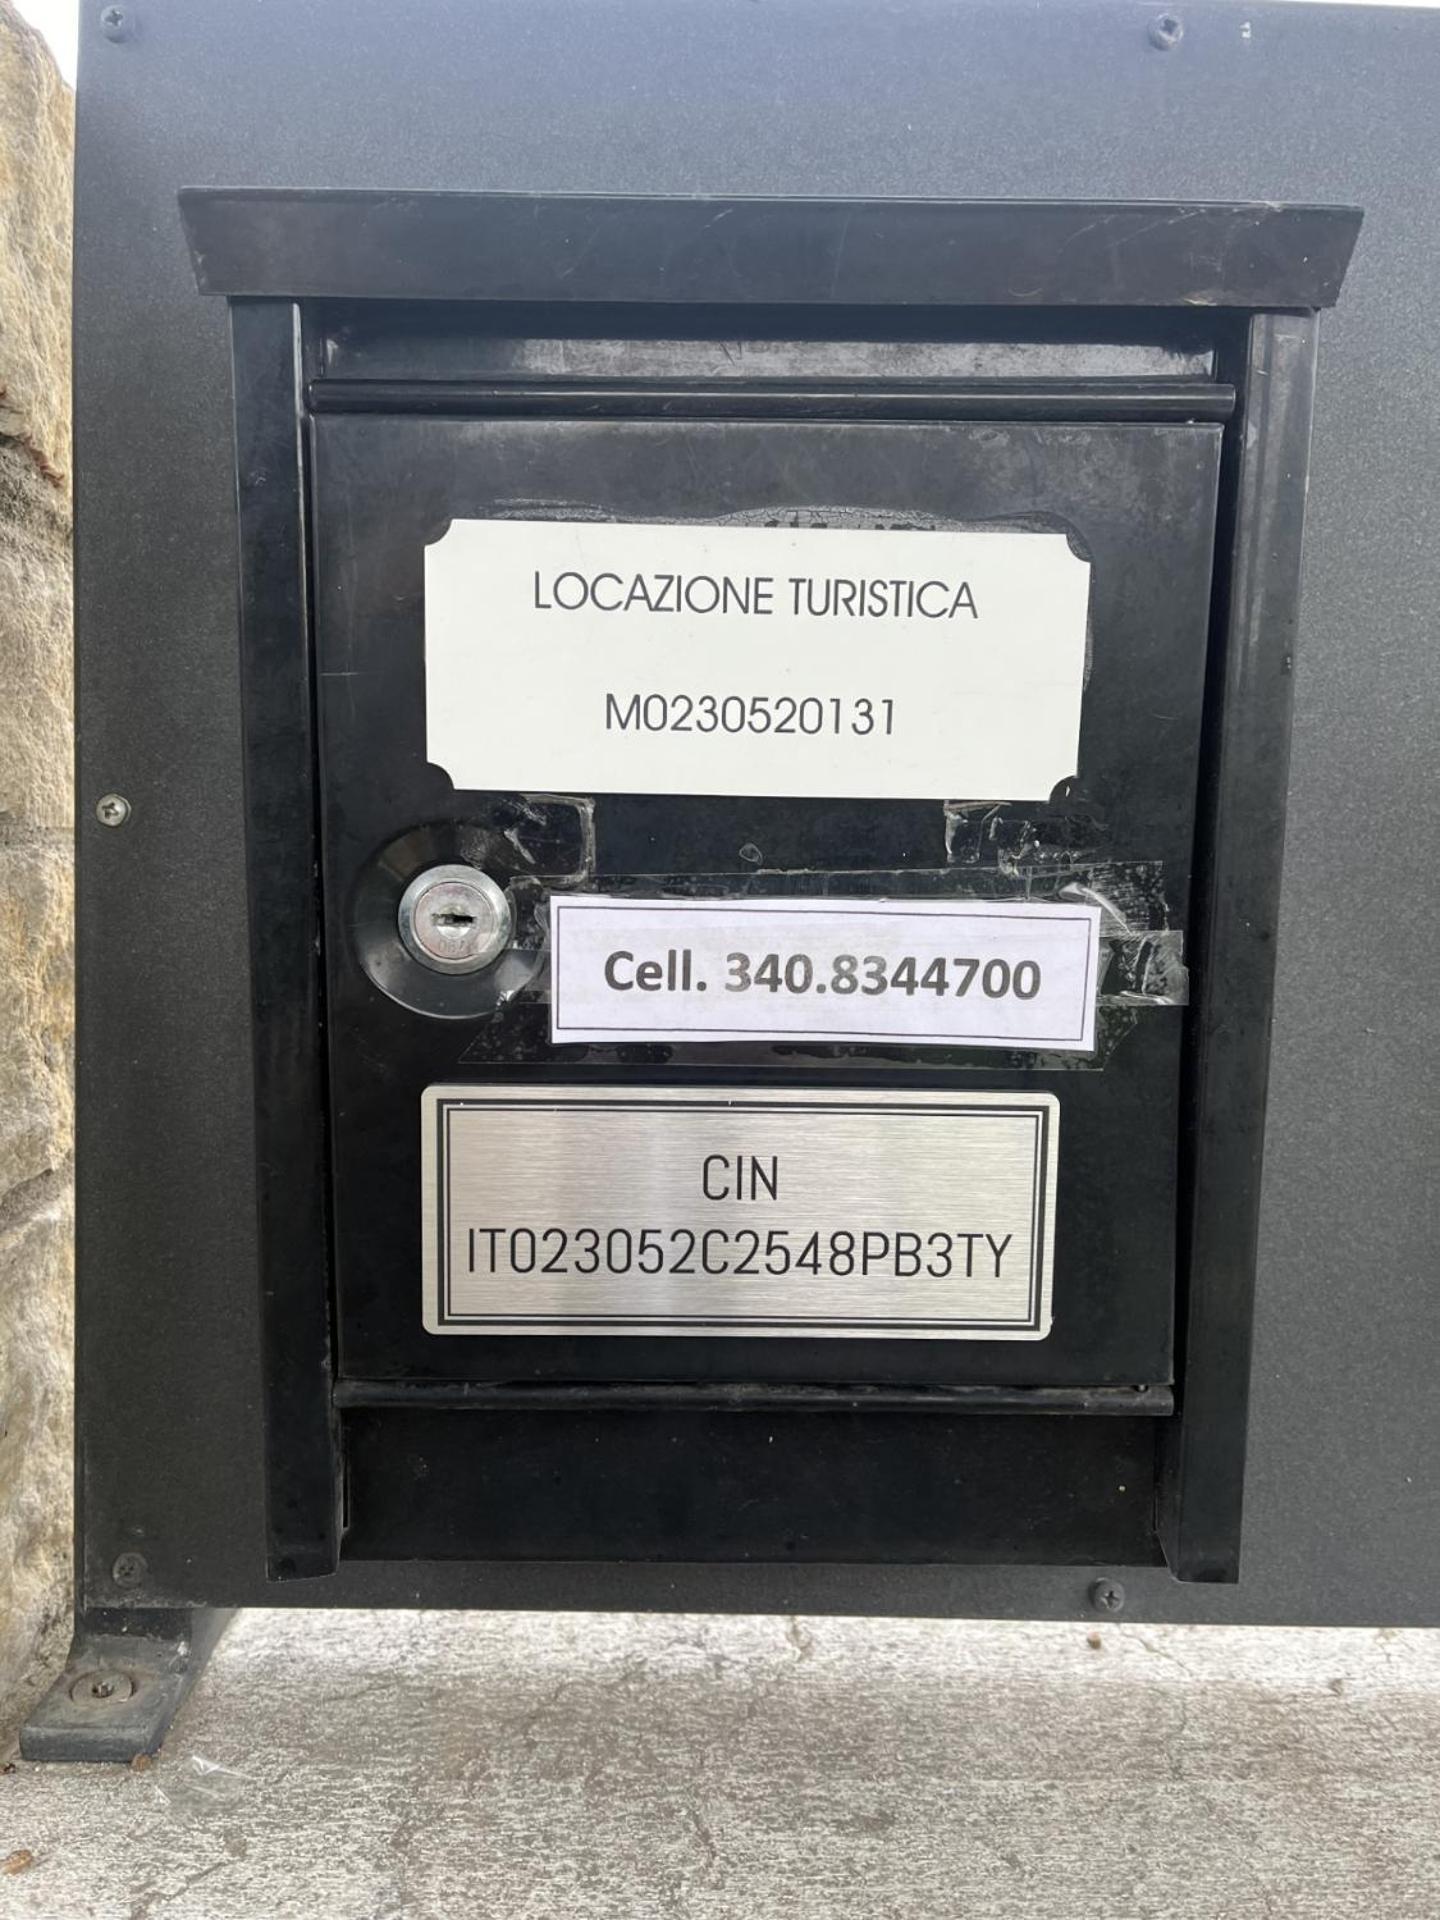 LOCAZIONE TURISTICA
M0230520131
Cell. 340.8344700
CIN
IT023052C2548PB3TY